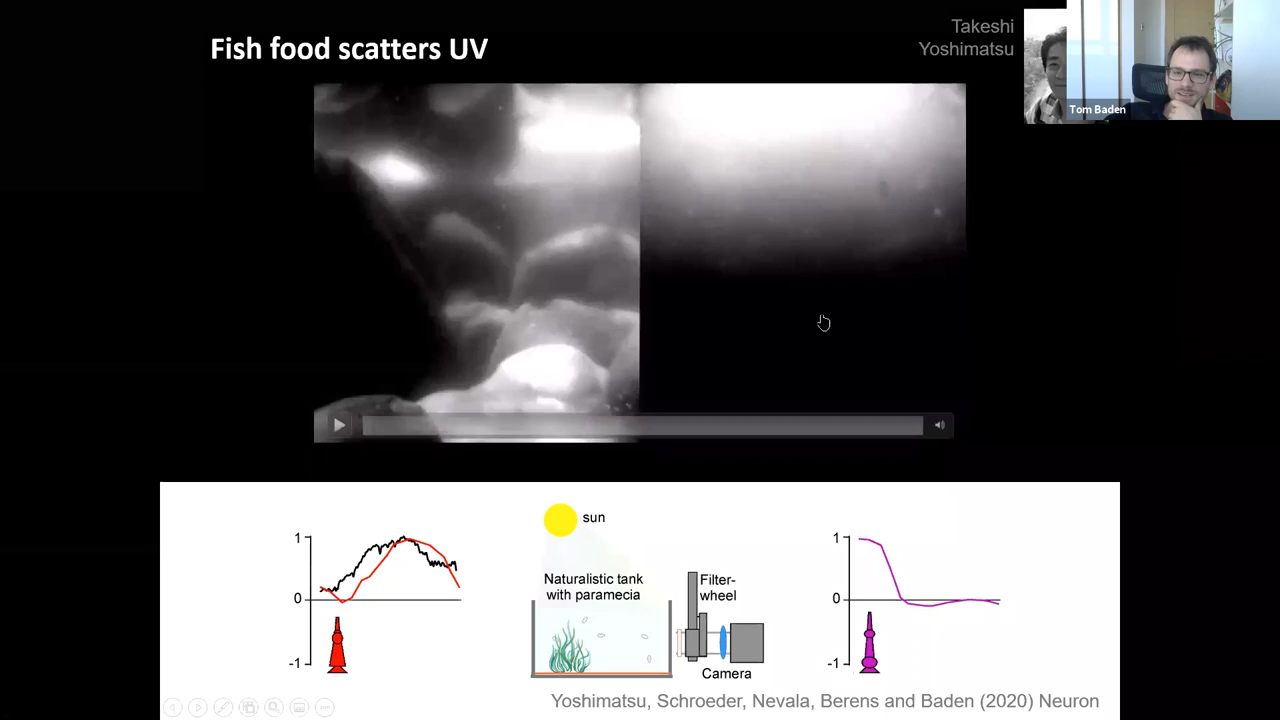 Fish food scatters UV
Takeshi
Yoshimatsu
Tom Baden
1
0
-1
sun
Naturalistic tank
with paramecia
Filter-
wheel
Camera
1
0
-1
Yoshimatsu, Schroeder, Nevala, Berens and Baden (2020) Neuron